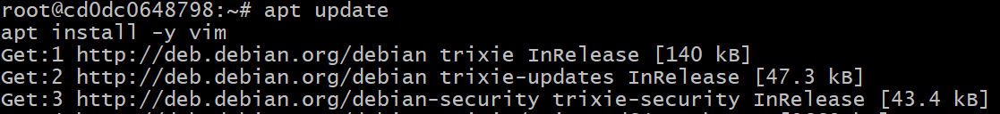 root@cd0dc0648798:~# apt update
apt install -y vim
Get:1 http://deb.debian.org/debian trixie InRelease [140 kB]
Get:2 http://deb.debian.org/debian trixie-updates InRelease [47.3 kB]
Get:3 http://deb.debian.org/debian-security trixie-security InRelease [43.4 kB]